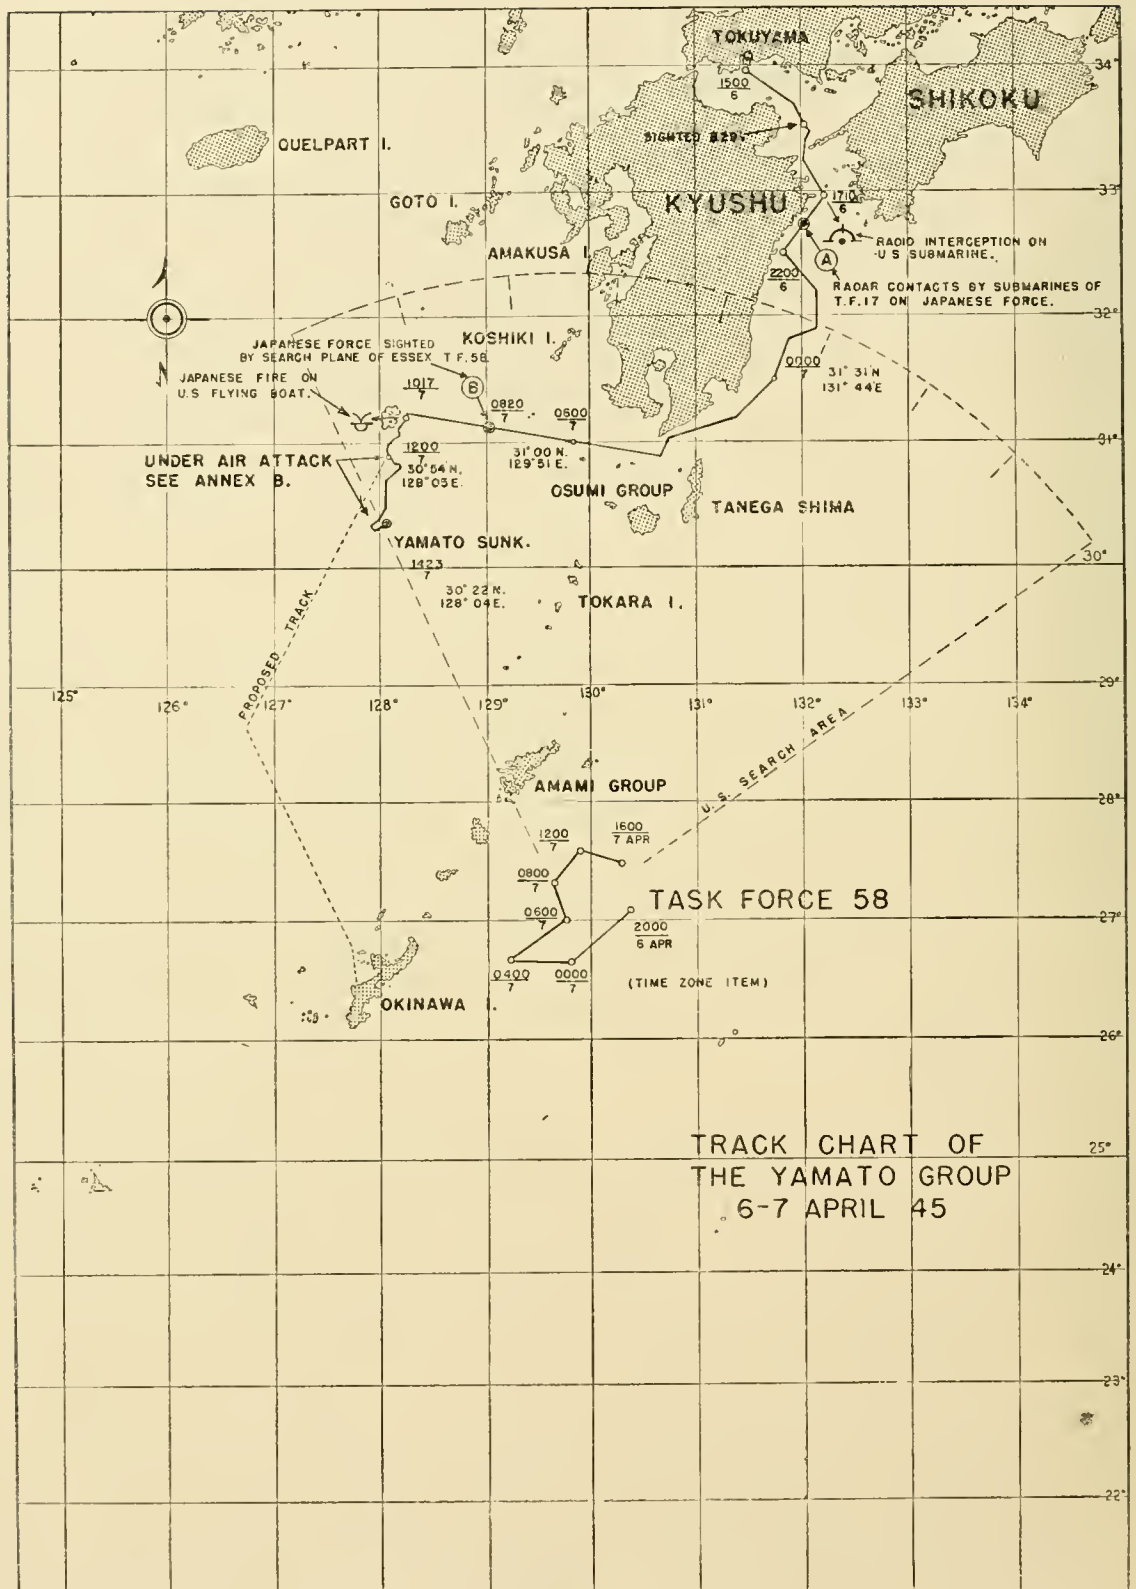 TOKUYAMA
34°
1500
6
SHIKOKU
SIGHTED B29.
QUELPART I.
33°
GOTO I.
KYUSHU
1710
6
RADIO INTERCEPTION ON
U S SUBMARINE.
AMAKUSA I.
A
2200
6
RADAR CONTACTS BY SUBMARINES OF
T.F.17 ON JAPANESE FORCE.
32°
JAPANESE FORCE SIGHTED
BY SEARCH PLANE OF ESSEX T F.58.
KOSHIKI I.
N
JAPANESE FIRE ON
U.S FLYING BOAT.
1017
7
B
0820
7
0600
7
0000
7
31° 31 N
131° 44 E
31°
UNDER AIR ATTACK
SEE ANNEX B.
1200
7
30° 54' N.
128° 03 E.
31° 00 N.
129° 51 E.
OSUMI GROUP
TANEGA SHIMA
YAMATO SUNK.
1423
7
30° 22 N.
128° 04 E.
30°
TOKARA I.
PROPOSED TRACK
29°
125°
126°
127°
128°
129°
130°
131°
132°
133°
134°
U.S. SEARCH AREA
AMAMI GROUP
28°
1200
7
1600
7 APR
0800
7
TASK FORCE 58
0600
7
27°
2000
6 APR
0400
7
0000
7
(TIME ZONE ITEM)
OKINAWA I.
26°
TRACK CHART OF
THE YAMATO GROUP
6-7 APRIL 45
25°
24°
23°
22°